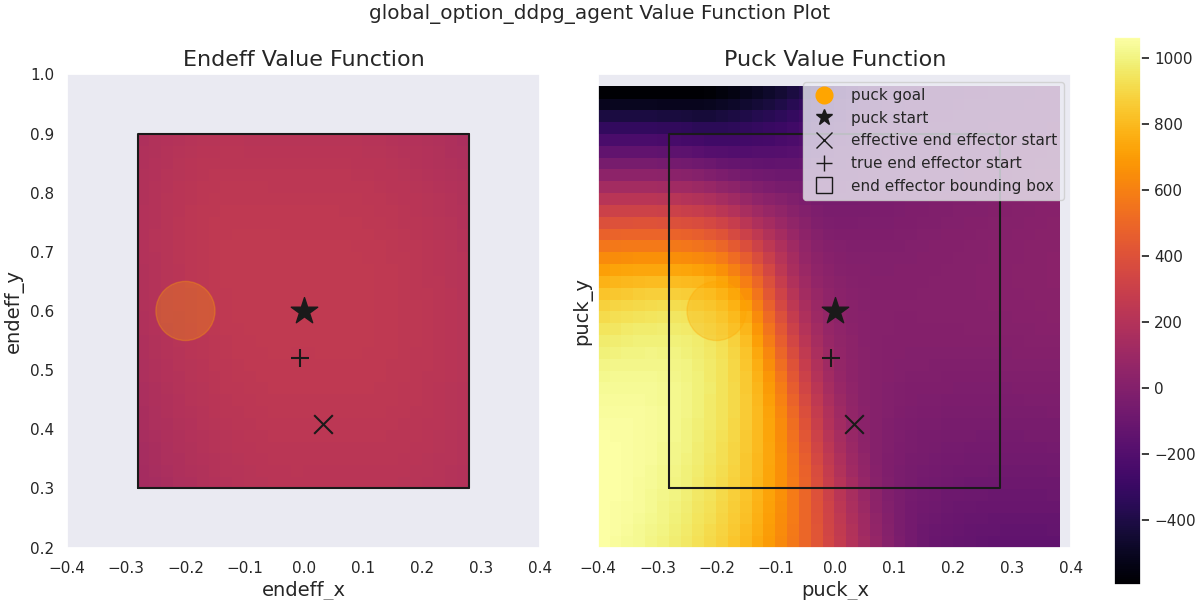 global_option_ddpg_agent Value Function Plot
Endeff Value Function
1.0
0.9
0.8
0.7
0.6
0.5
0.4
0.3
0.2
endeff_y
−0.4 −0.3 −0.2 −0.1 0.0 0.1 0.2 0.3 0.4
endeff_x
Puck Value Function
puck goal
puck start
effective end effector start
true end effector start
end effector bounding box
puck_y
−0.4 −0.3 −0.2 −0.1 0.0 0.1 0.2 0.3 0.4
puck_x
1000
800
600
400
200
0
−200
−400